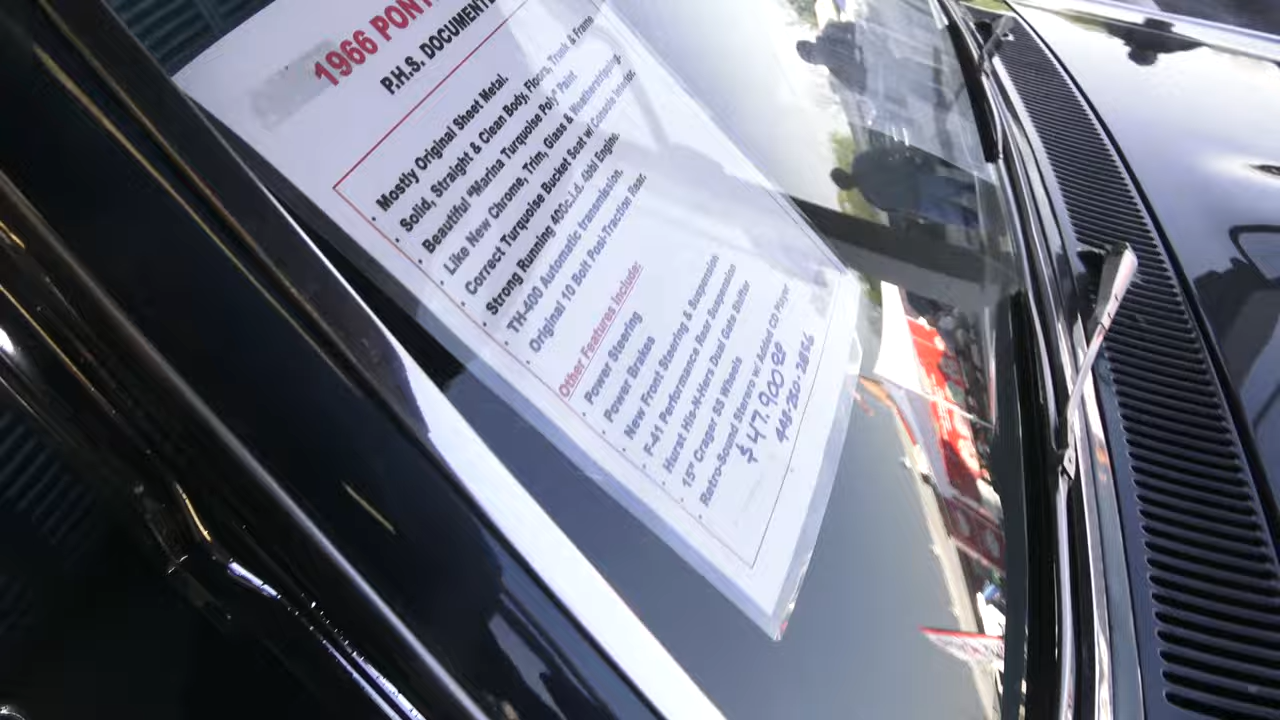 1966 PONT
P.H.S. DOCUMENTE
• Mostly Original Sheet Metal.
• Solid, Straight & Clean Body, Floors, Trunk & Frame
• Beautiful "Marina Turquoise Poly" Paint
• Like New Chrome, Trim, Glass & Weatherstripping.
• Correct Turquoise Bucket Seat w/ Console Interior.
• Strong Running 400c.i.d. 4bbl Engine.
• TH-400 Automatic transmission.
• Original 10 Bolt Posi-Traction Rear.
Other Features Include:
• Power Steering
• Power Brakes
• New Front Steering & Suspension
• F-41 Performance Rear Suspension
• Hurst His-N-Hers Dual Gate Shifter
• 15" Cragar SS Wheels
• Retro-Sound Stereo w/ Added CD Player
$47,900